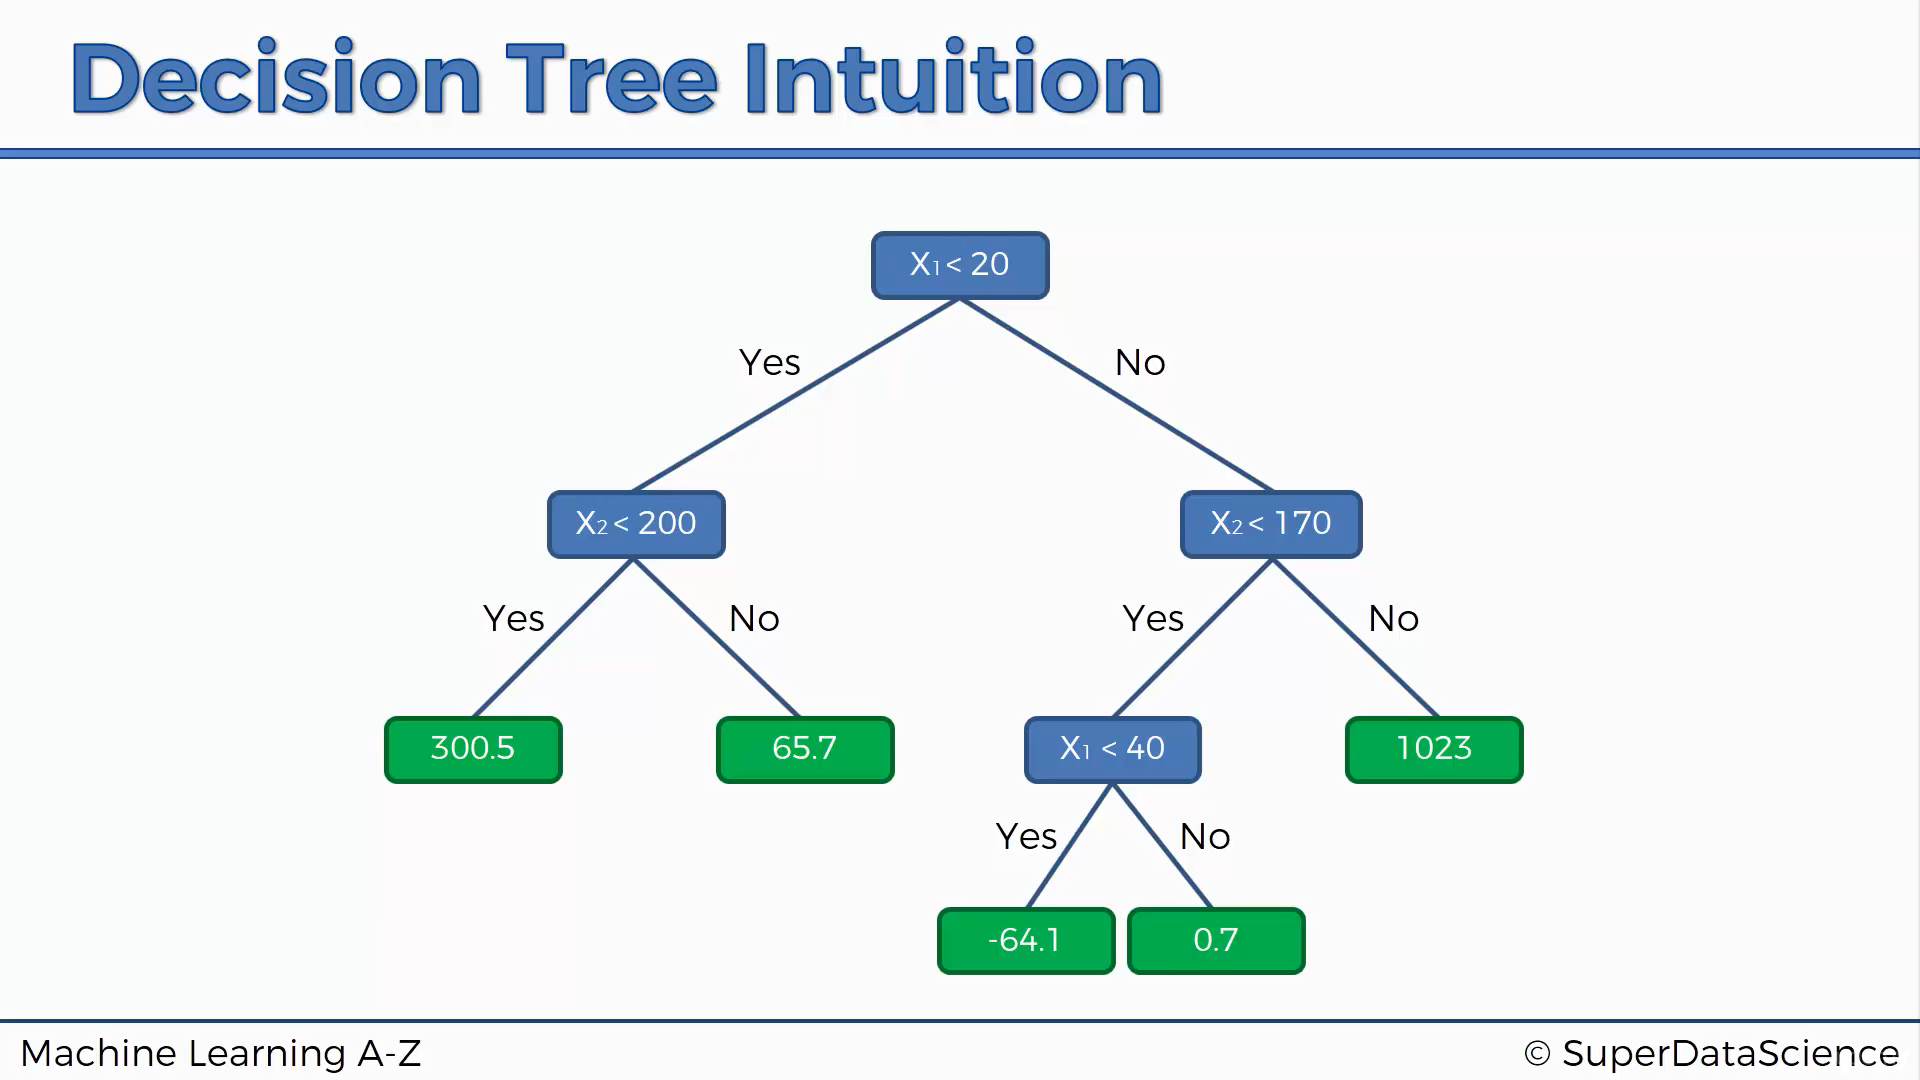 Decision Tree Intuition
X₁ < 20
Yes
No
X₂ < 200
X₂ < 170
Yes
No
Yes
No
300.5
65.7
X₁ < 40
1023
Yes
No
-64.1
0.7
Machine Learning A-Z
© SuperDataScience